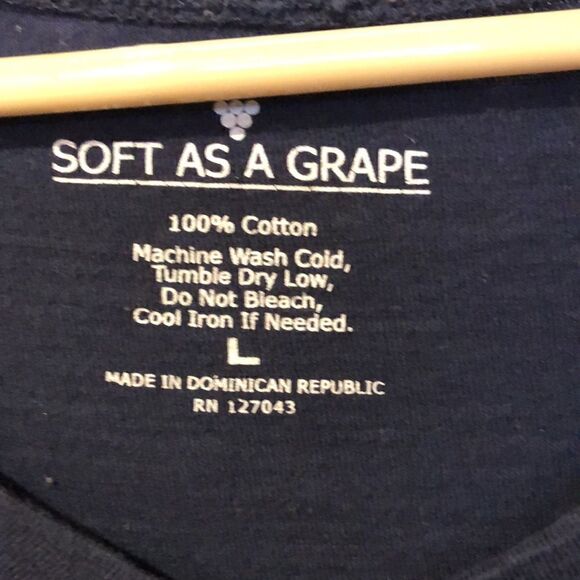 SOFT AS A GRAPE
100% Cotton
Machine Wash Cold,
Tumble Dry Low,
Do Not Bleach,
Cool Iron If Needed.
L
MADE IN DOMINICAN REPUBLIC
RN 127043